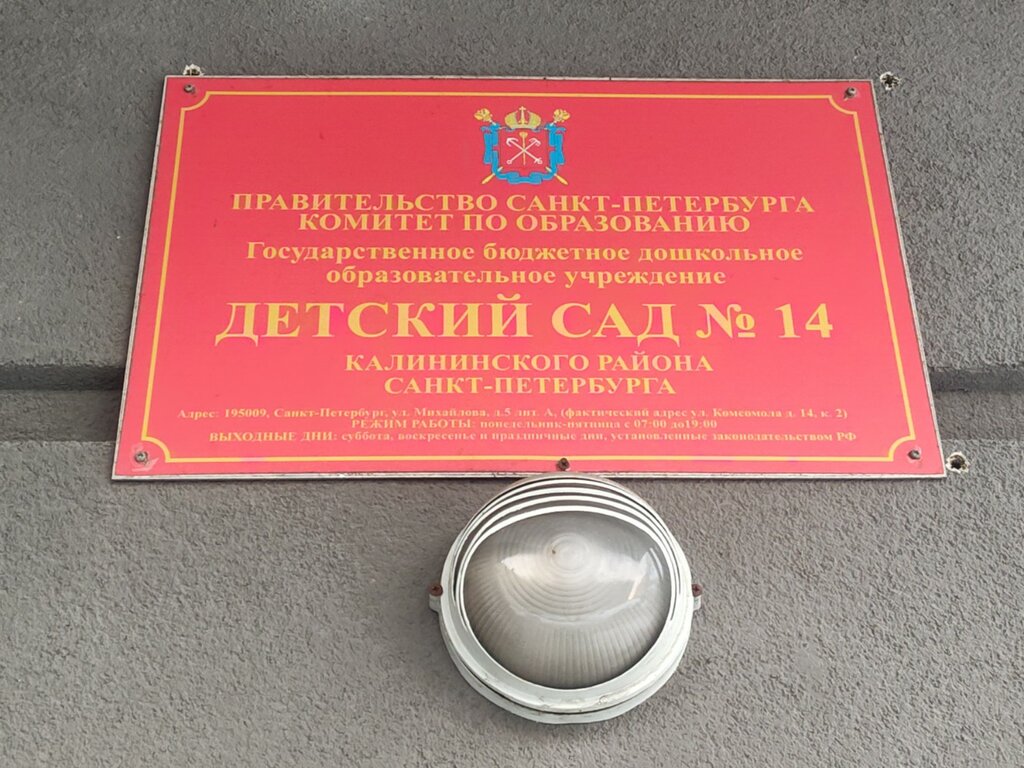 ПРАВИТЕЛЬСТВО САНКТ-ПЕТЕРБУРГА
КОМИТЕТ ПО ОБРАЗОВАНИЮ
Государственное бюджетное дошкольное
образовательное учреждение
ДЕТСКИЙ САД № 14
КАЛИНИНСКОГО РАЙОНА
САНКТ-ПЕТЕРБУРГА
Адрес: 195009, Санкт-Петербург, ул. Михайлова, д.5 лит. А, (фактический адрес ул. Комсомола д. 14, к. 2)
РЕЖИМ РАБОТЫ: понедельник-пятница с 07:00 до19:00
ВЫХОДНЫЕ ДНИ: суббота, воскресенье и праздничные дни, установленные законодательством РФ